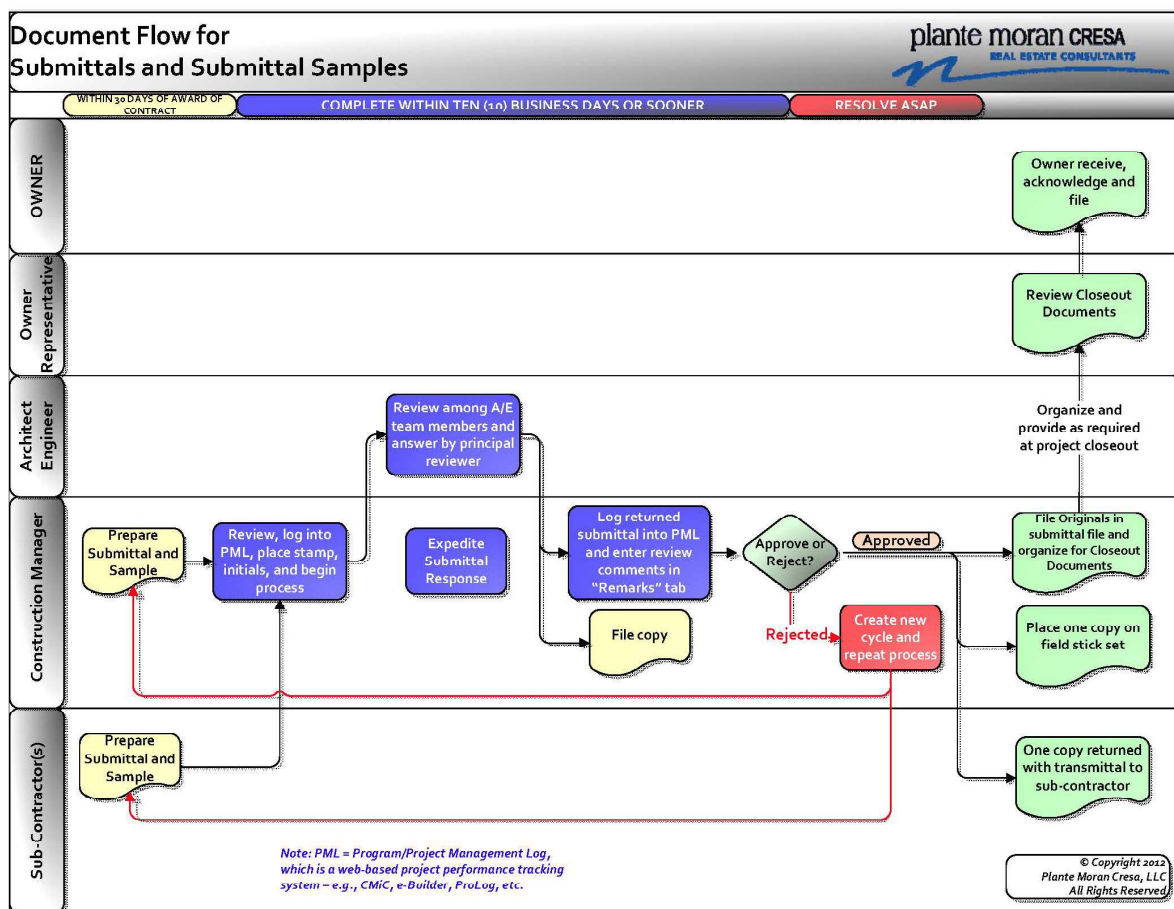 Document Flow for
Submittals and Submittal Samples
plante moran CRESA
REAL ESTATE CONSULTANTS
WITHIN 30 DAYS OF AWARD OF
CONTRACT
COMPLETE WITHIN TEN (10) BUSINESS DAYS OR SOONER
RESOLVE ASAP
OWNER
Owner receive,
acknowledge and
file
Owner
Representative
Review Closeout
Documents
Architect
Engineer
Review among A/E
team members and
answer by principal
reviewer
Organize and
provide as required
at project closeout
Construction Manager
Prepare
Submittal and
Sample
Review, log into
PML, place stamp,
initials, and begin
process
Expedite
Submittal
Response
Log returned
submittal into PML
and enter review
comments in
“Remarks” tab
Approve or
Reject?
Approved
File Originals in
submittal file and
organize for Closeout
Documents
File copy
Rejected
Create new
cycle and
repeat process
Place one copy on
field stick set
Sub-Contractor(s)
Prepare
Submittal and
Sample
One copy returned
with transmittal to
sub-contractor
Note: PML = Program/Project Management Log,
which is a web-based project performance tracking
system – e.g., CMiC, e-Builder, ProLog, etc.
© Copyright 2012
Plante Moran Cresa, LLC
All Rights Reserved